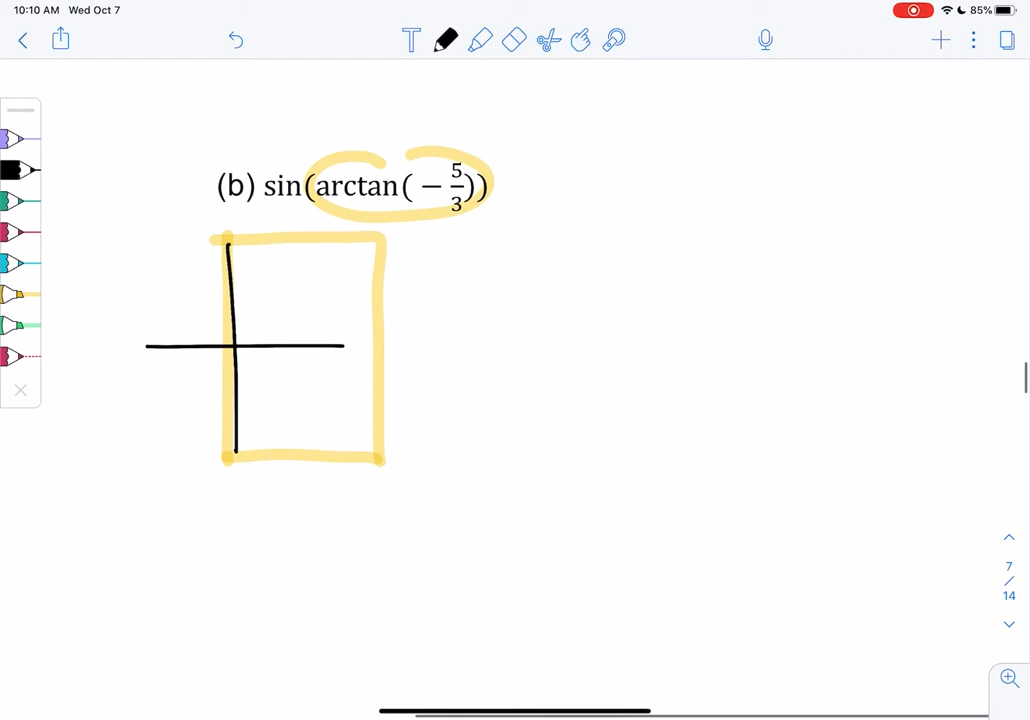 10:10 AM Wed Oct 7
85%
T
(b) sin(arctan(−5/3))
7
/
14